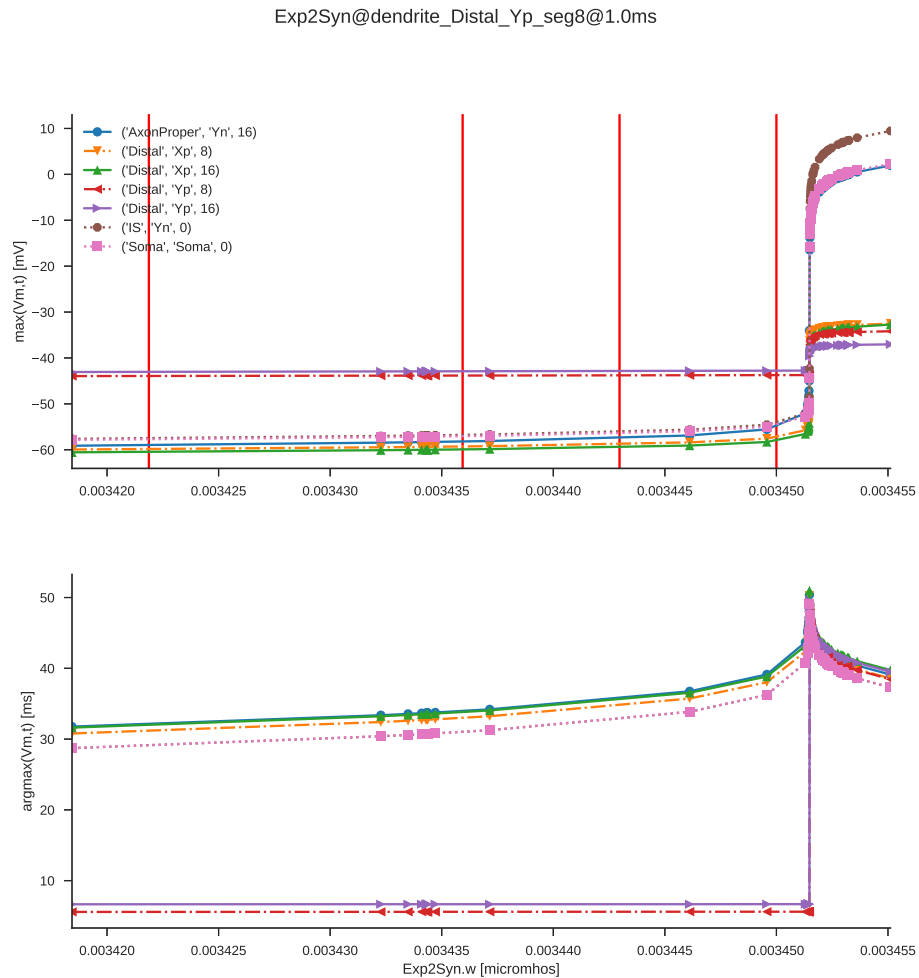 Exp2Syn@dendrite_Distal_Yp_seg8@1.0ms
10
0
−10
−20
−30
−40
−50
−60
max(Vm,t) [mV]
('AxonProper', 'Yn', 16)
('Distal', 'Xp', 8)
('Distal', 'Xp', 16)
('Distal', 'Yp', 8)
('Distal', 'Yp', 16)
('IS', 'Yn', 0)
('Soma', 'Soma', 0)
0.003420 0.003425 0.003430 0.003435 0.003440 0.003445 0.003450 0.003455
50
40
30
20
10
argmax(Vm,t) [ms]
0.003420 0.003425 0.003430 0.003435 0.003440 0.003445 0.003450 0.003455
Exp2Syn.w [micromhos]